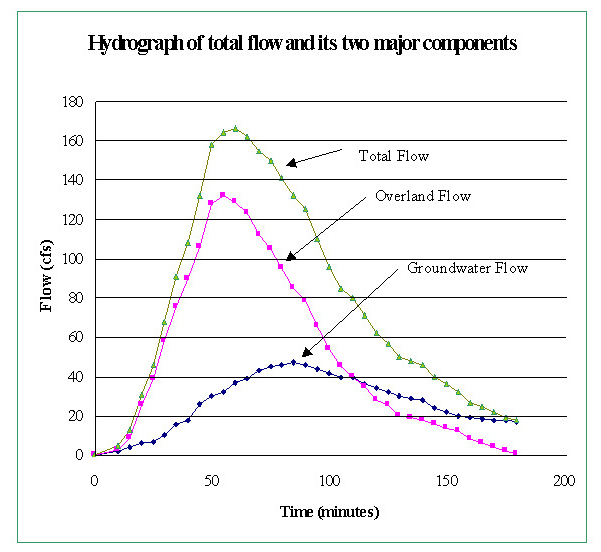 Hydrograph of total flow and its two major components
180
160
140
120
100
80
60
40
20
0
Flow (cfs)
Total Flow
Overland Flow
Groundwater Flow
0 50 100 150 200
Time (minutes)